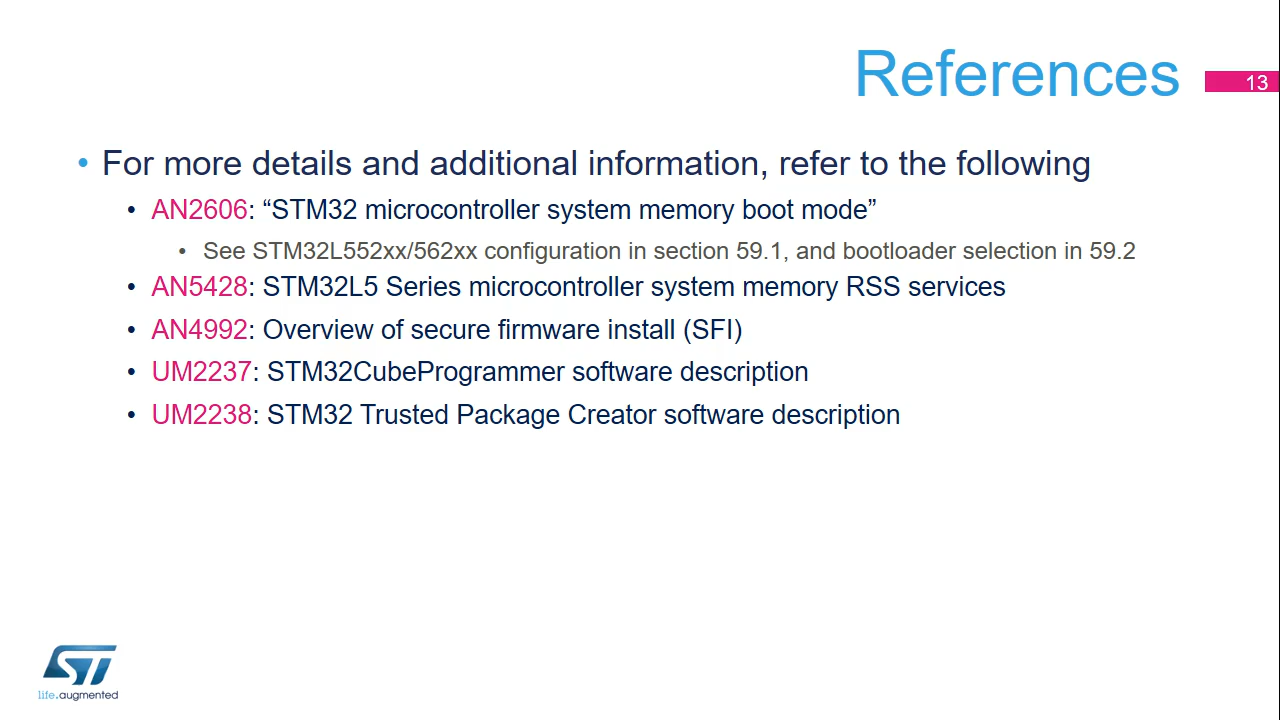 References
13
• For more details and additional information, refer to the following
• AN2606: “STM32 microcontroller system memory boot mode”
• See STM32L552xx/562xx configuration in section 59.1, and bootloader selection in 59.2
• AN5428: STM32L5 Series microcontroller system memory RSS services
• AN4992: Overview of secure firmware install (SFI)
• UM2237: STM32CubeProgrammer software description
• UM2238: STM32 Trusted Package Creator software description
ST
life.augmented